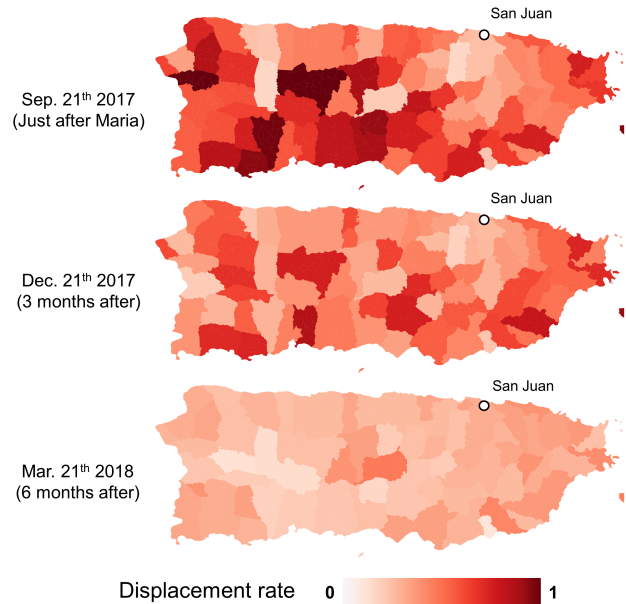 San Juan
Sep. 21th 2017
(Just after Maria)
San Juan
Dec. 21th 2017
(3 months after)
San Juan
Mar. 21th 2018
(6 months after)
Displacement rate 0 1